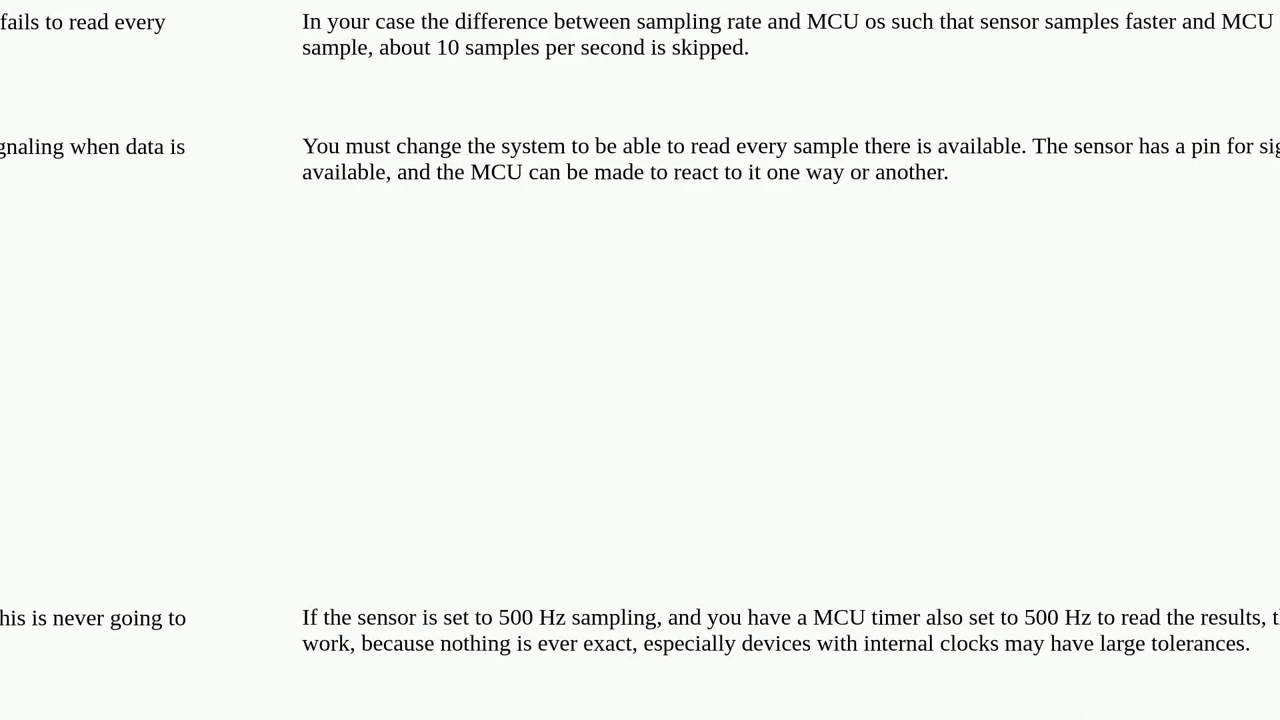 fails to read every
In your case the difference between sampling rate and MCU os such that sensor samples faster and MCU
sample, about 10 samples per second is skipped.
gnaling when data is
You must change the system to be able to read every sample there is available. The sensor has a pin for sig
available, and the MCU can be made to react to it one way or another.
his is never going to
If the sensor is set to 500 Hz sampling, and you have a MCU timer also set to 500 Hz to read the results, t
work, because nothing is ever exact, especially devices with internal clocks may have large tolerances.